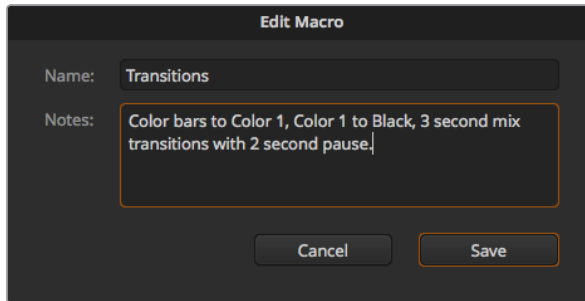 Edit Macro
Name: Transitions
Notes: Color bars to Color 1, Color 1 to Black, 3 second mix
transitions with 2 second pause.
Cancel Save